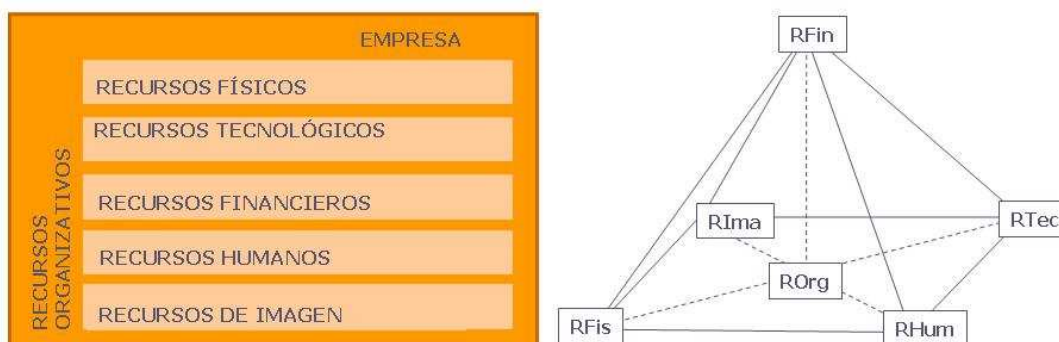 EMPRESA
RECURSOS FÍSICOS
RECURSOS TECNOLÓGICOS
RECURSOS FINANCIEROS
RECURSOS HUMANOS
RECURSOS DE IMAGEN
RECURSOS
ORGANIZATIVOS
RFin
RIma
RTec
ROrg
RFis
RHum